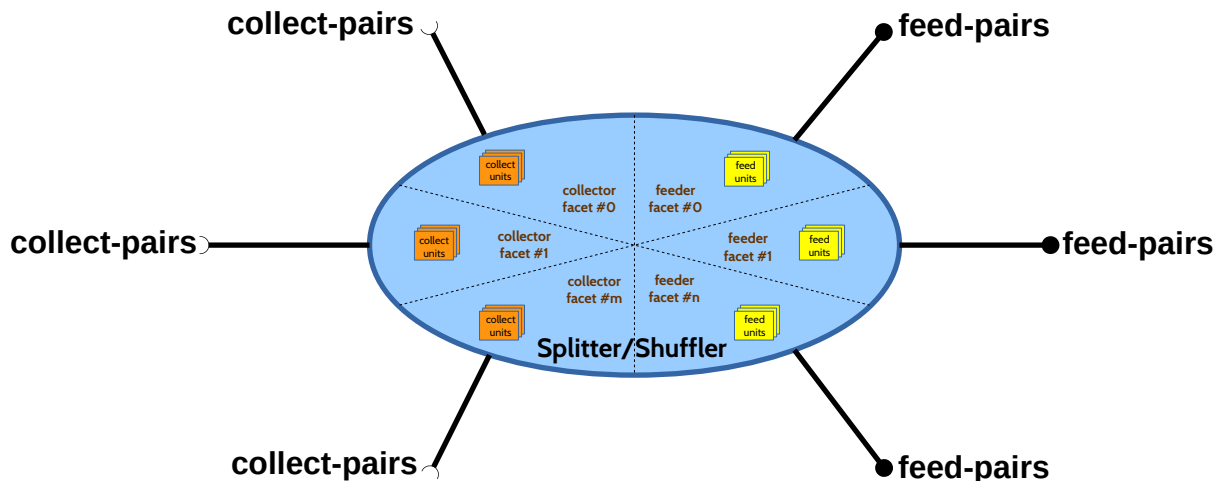 collect-pairs
feed-pairs
collect
units
feed
units
collector
facet #0
feeder
facet #0
collect-pairs
collect
units
collector
facet #1
feeder
facet #1
feed
units
feed-pairs
collector
facet #m
feeder
facet #n
collect
units
feed
units
Splitter/Shuffler
collect-pairs
feed-pairs